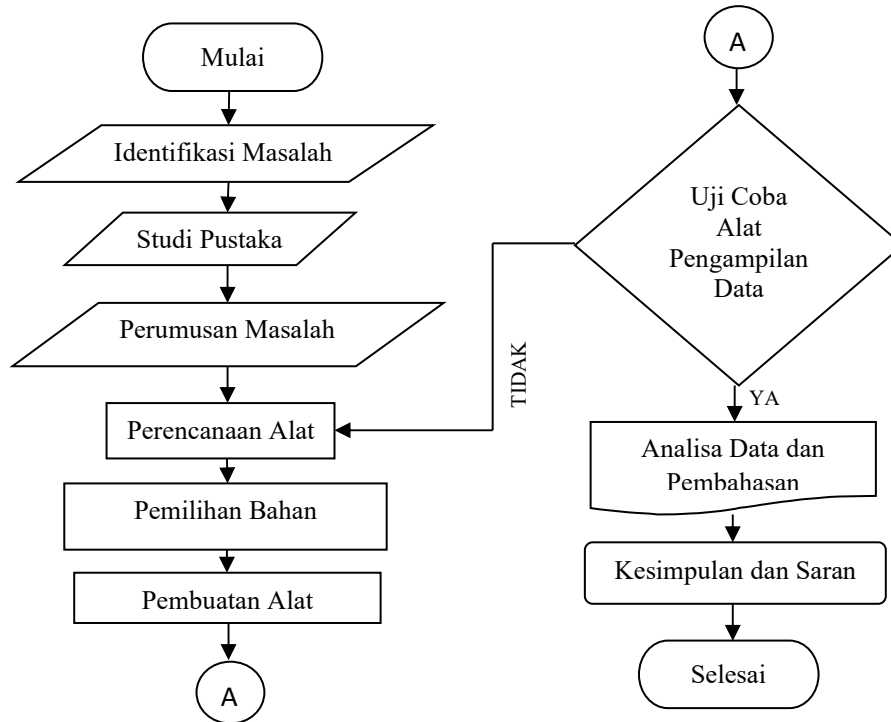 Mulai
Identifikasi Masalah
Studi Pustaka
Perumusan Masalah
Perencanaan Alat
Pemilihan Bahan
Pembuatan Alat
A
A
Uji Coba
Alat
Pengampilan
Data
TIDAK
YA
Analisa Data dan
Pembahasan
Kesimpulan dan Saran
Selesai